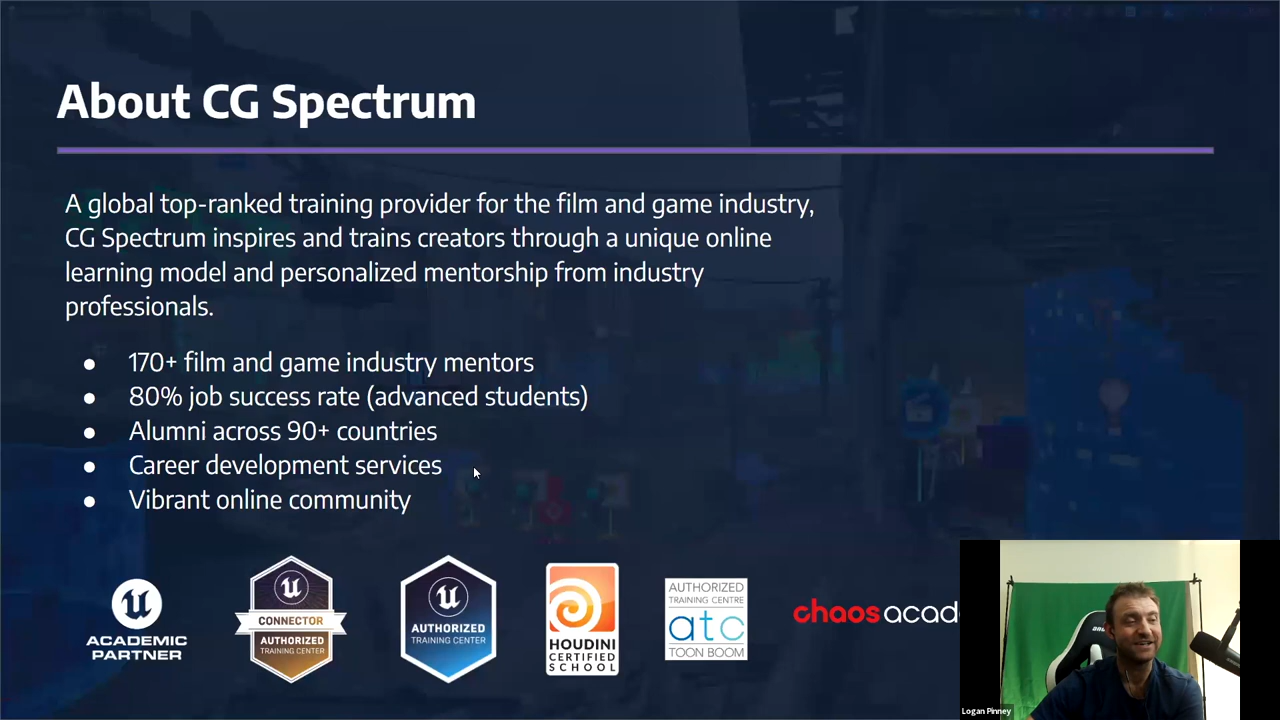 About CG Spectrum
A global top-ranked training provider for the film and game industry,
CG Spectrum inspires and trains creators through a unique online
learning model and personalized mentorship from industry
professionals.
● 170+ film and game industry mentors
● 80% job success rate (advanced students)
● Alumni across 90+ countries
● Career development services
● Vibrant online community
ACADEMIC
PARTNER
CONNECTOR
AUTHORIZED
TRAINING CENTER
AUTHORIZED
TRAINING CENTER
HOUDINI
CERTIFIED
SCHOOL
AUTHORIZED
TRAINING CENTRE
atc
TOON BOOM
chaos acad
Logan Pinney